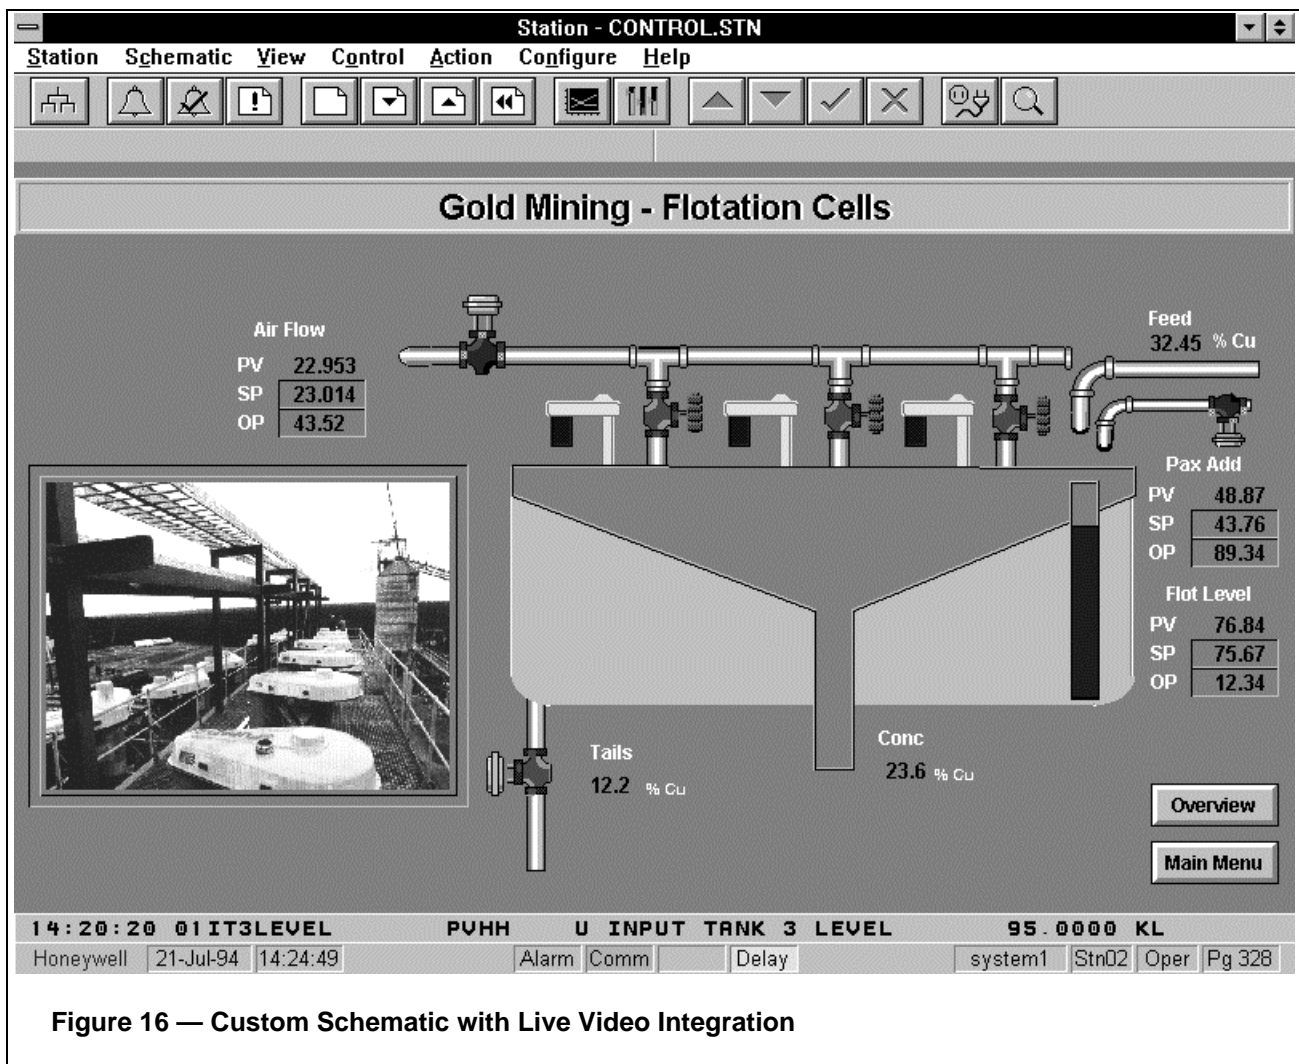 Station - CONTROL.STN
Station Schematic View Control Action Configure Help
Gold Mining - Flotation Cells
Air Flow
PV 22.953
SP 23.014
OP 43.52
Feed
32.45 % Cu
Pax Add
PV 48.87
SP 43.76
OP 89.34
Flot Level
PV 76.84
SP 75.67
OP 12.34
Tails
12.2 % Cu
Conc
23.6 % Cu
Overview
Main Menu
14:20:20 01IT3LEVEL PVHH U INPUT TANK 3 LEVEL 95.0000 KL
Honeywell 21-Jul-94 14:24:49 Alarm Comm Delay system1 Stn02 Oper Pg 328
Figure 16 — Custom Schematic with Live Video Integration